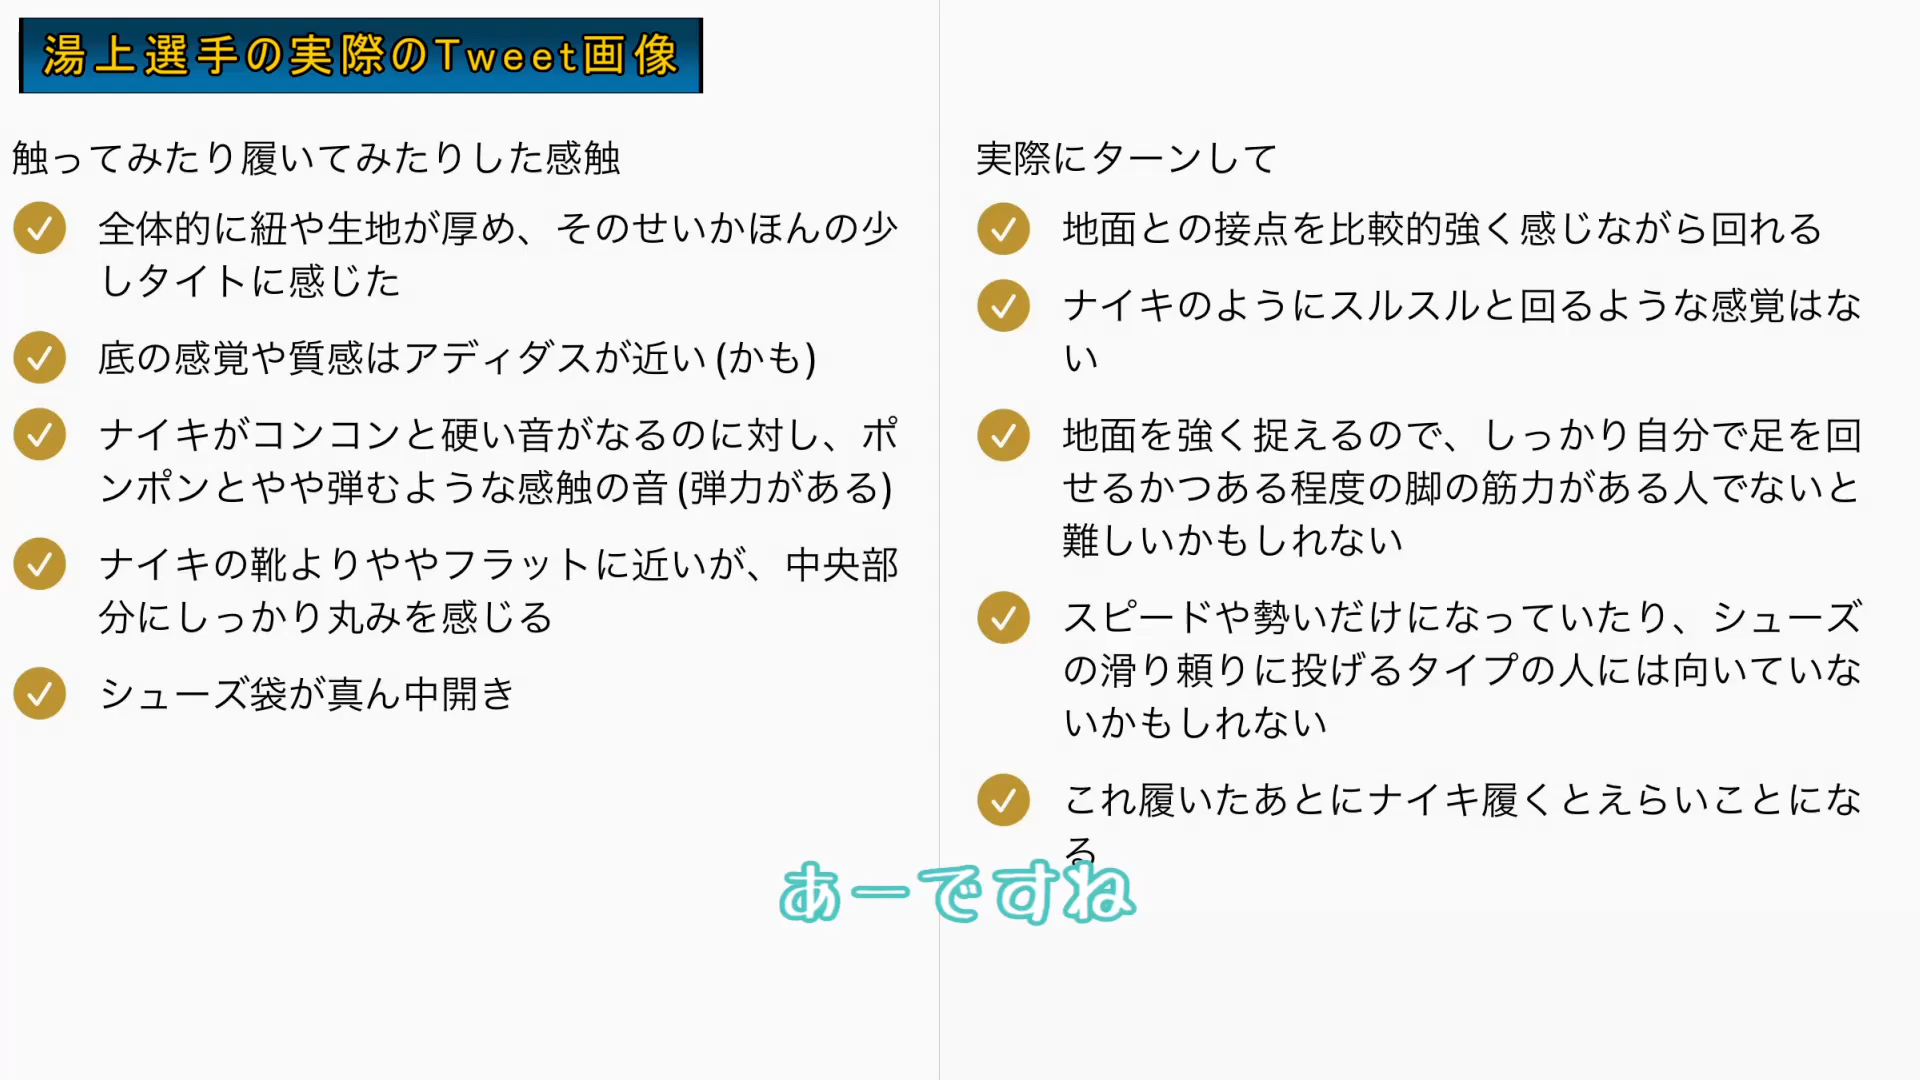 湯上選手の実際のTweet画像
触ってみたり履いてみたりした感触
全体的に紐や生地が厚め、そのせいかほんの少
しタイトに感じた
底の感覚や質感はアディダスが近い(かも)
ナイキがコンコンと硬い音がなるのに対し、ポ
ンポンとやや弾むような感触の音(弾力がある)
ナイキの靴よりややフラットに近いが、中央部
分にしっかり丸みを感じる
シューズ袋が真ん中開き
実際にターンして
地面との接点を比較的強く感じながら回れる
ナイキのようにスルスルと回るような感覚はな
い
地面を強く捉えるので、しっかり自分で足を回
せるかつある程度の脚の筋力がある人でないと
難しいかもしれない
スピードや勢いだけになっていたり、シューズ
の滑り頼りに投げるタイプの人には向いていな
いかもしれない
これ履いたあとにナイキ履くとえらいことにな
る
あーですね